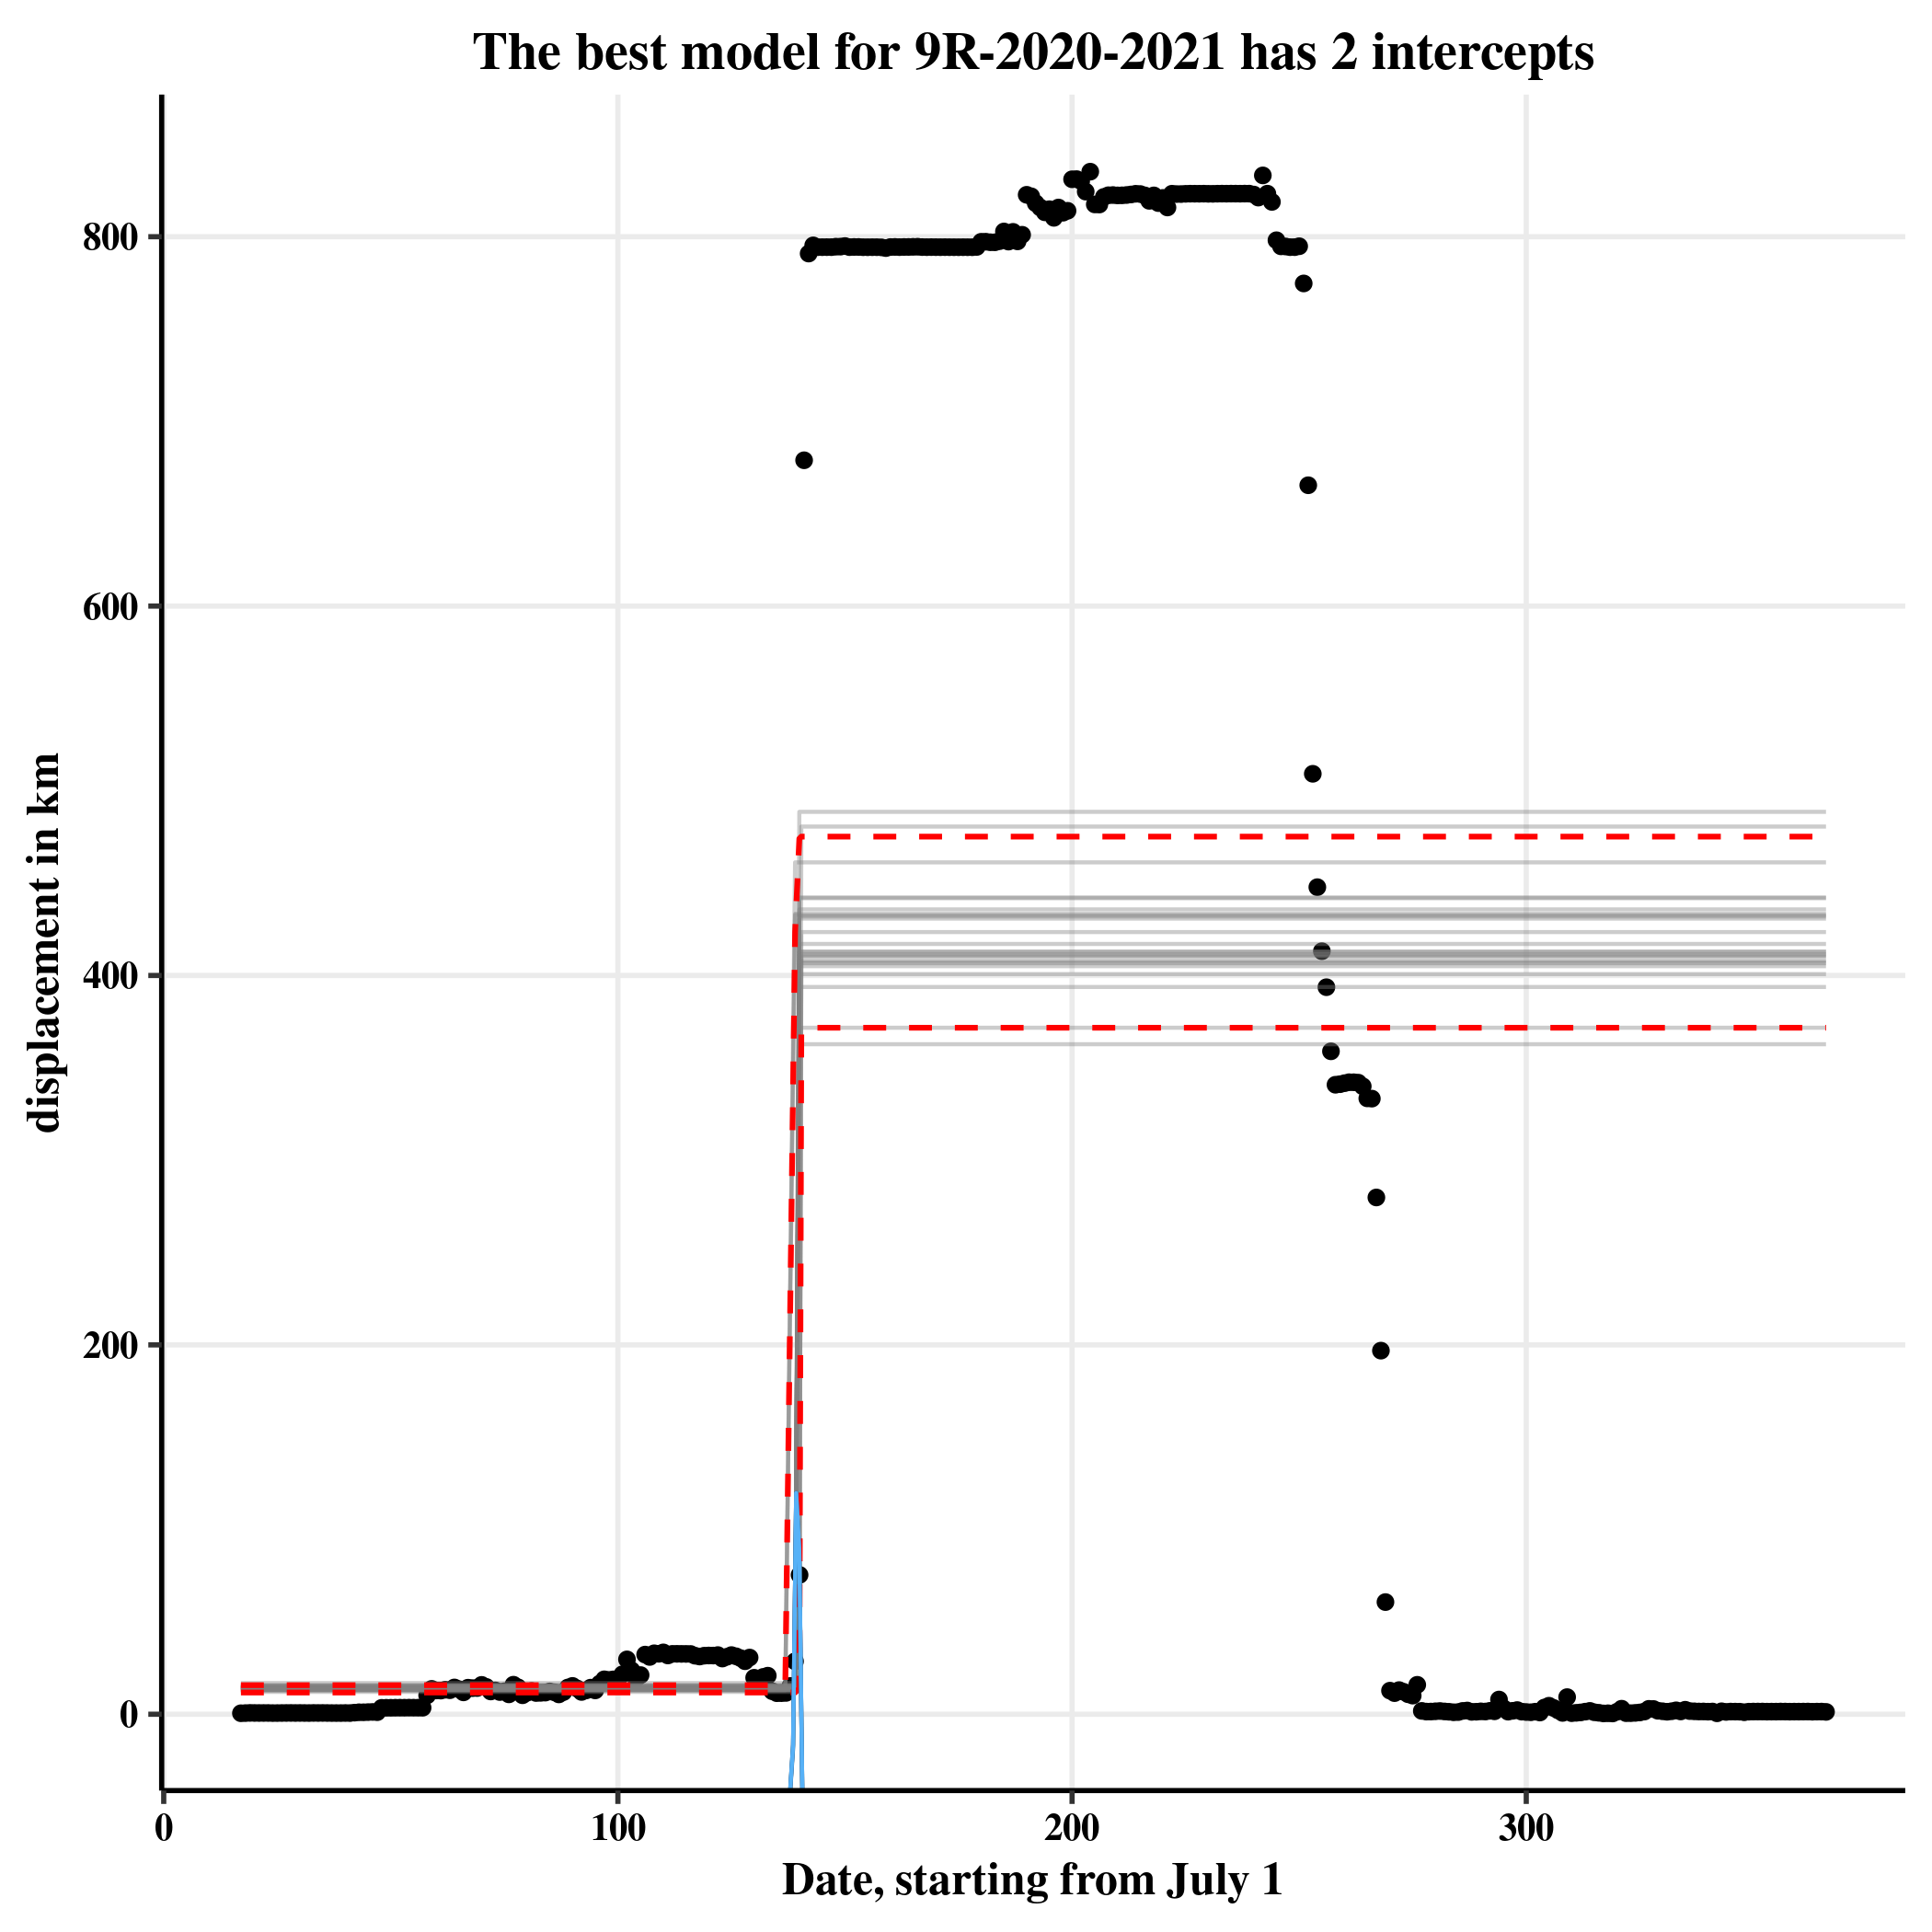 The best model for 9R-2020-2021 has 2 intercepts
displacement in km
800
600
400
200
0
0 100 200 300
Date, starting from July 1